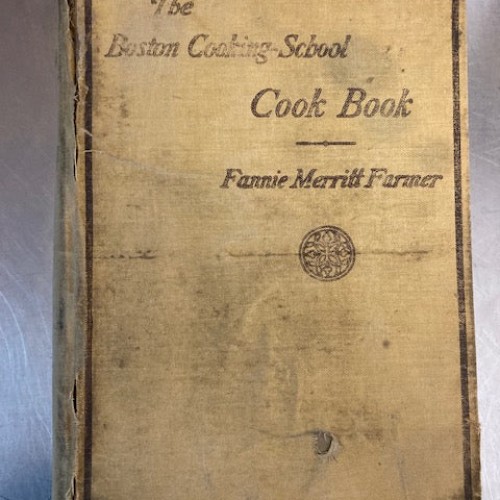 The
Boston Cooking-School
Cook Book
Fannie Merritt Farmer